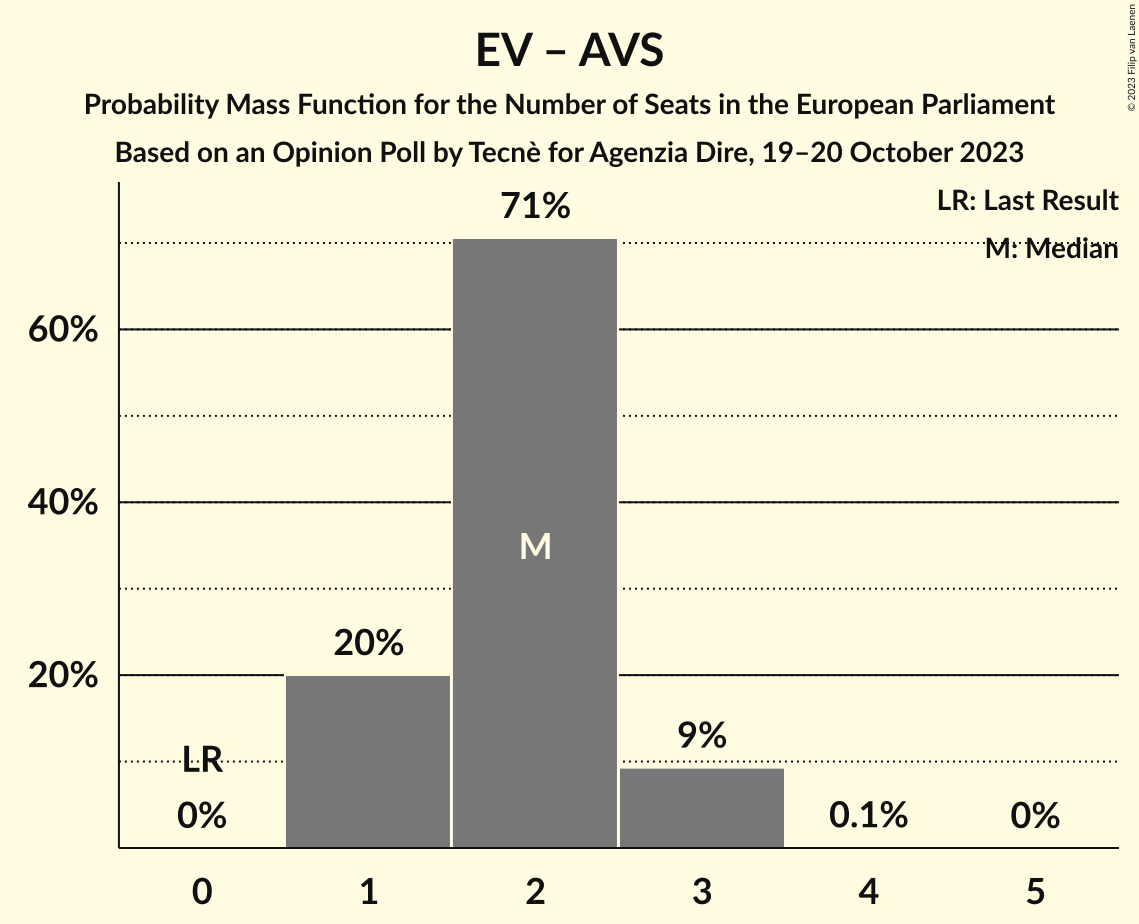 EV – AVS
Probability Mass Function for the Number of Seats in the European Parliament
Based on an Opinion Poll by Tecnè for Agenzia Dire, 19–20 October 2023
© 2023 Filip van Laenen
LR: Last Result
M: Median
71%
60%
40%
M
20%
20%
9%
LR
0%
0.1%
0%
0 1 2 3 4 5